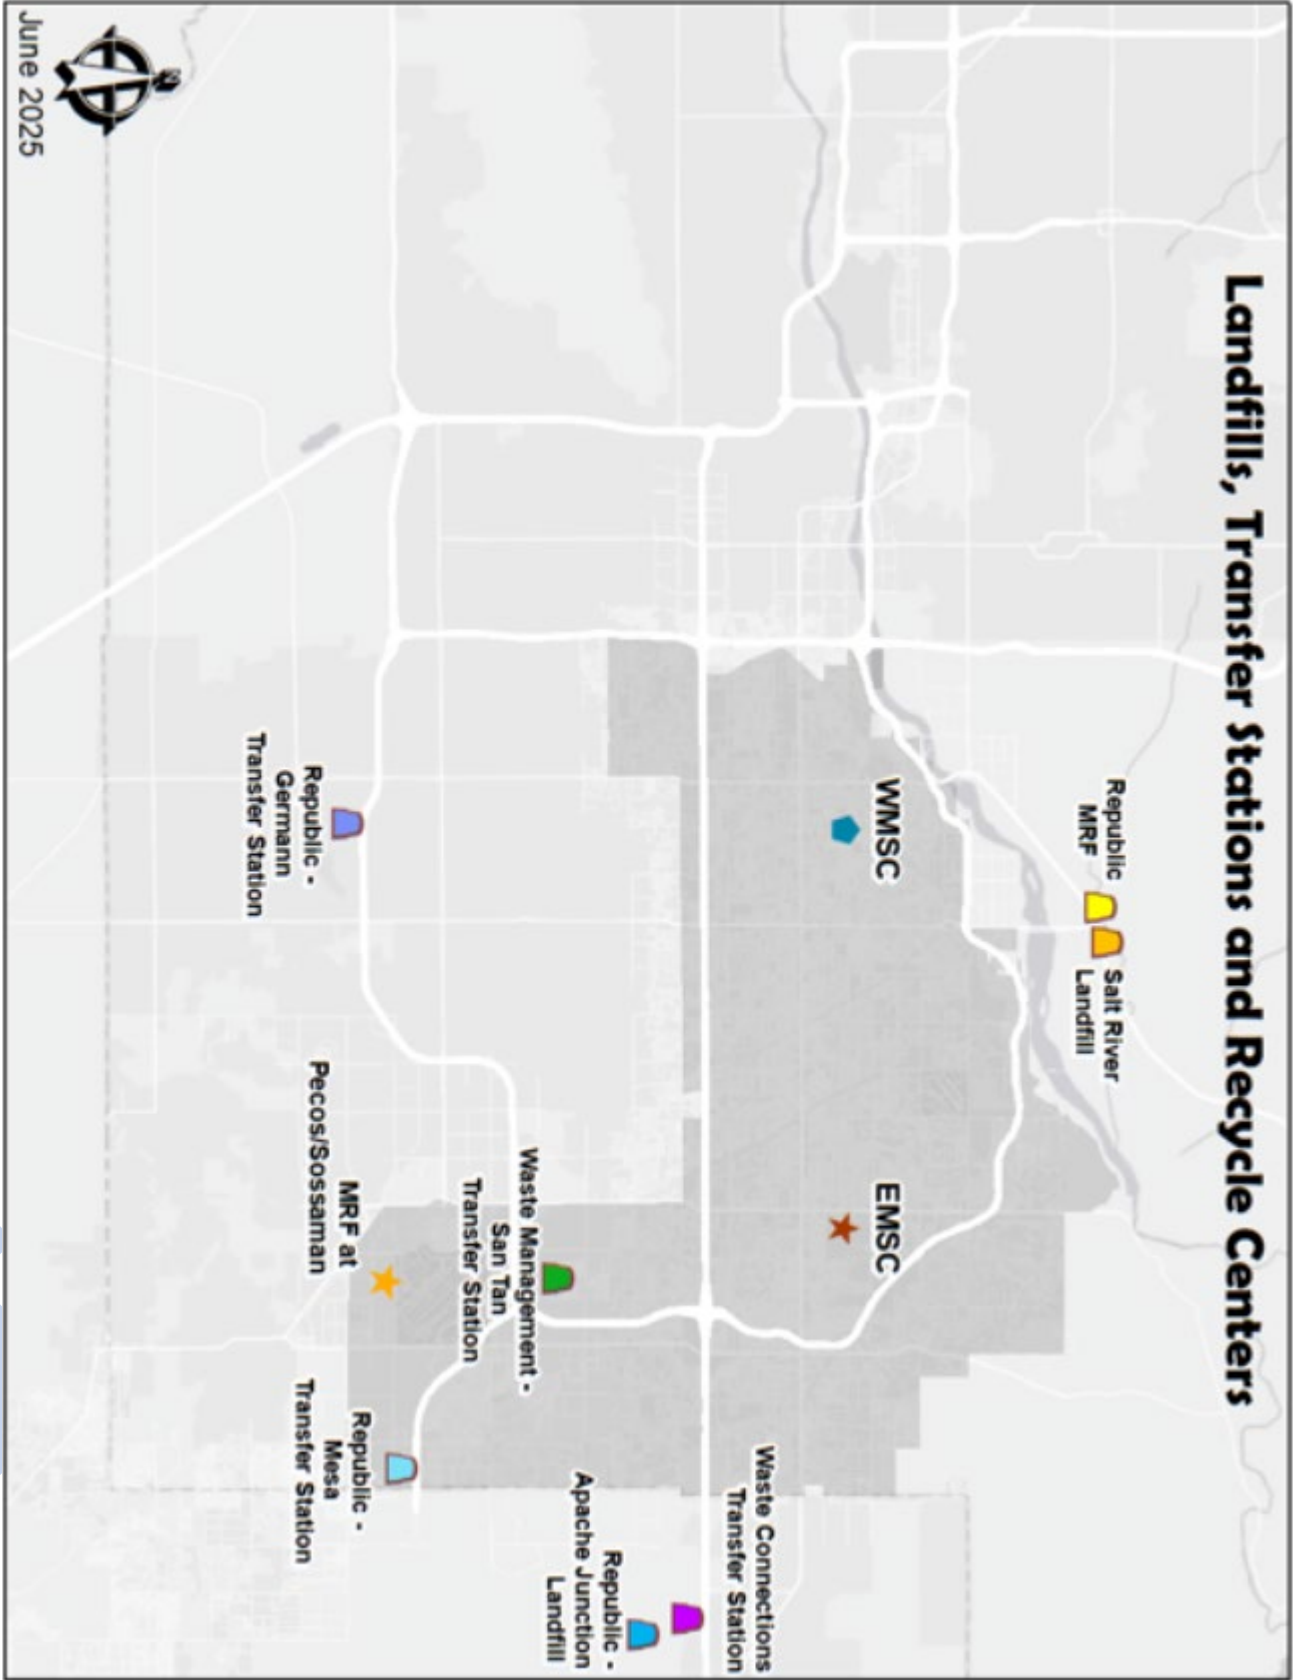 Landfills, Transfer Stations and Recycle Centers
Republic
MRF
Salt River
Landfill
WMSC
EMSC
Waste Connections
Transfer Station
Republic -
Apache Junction
Landfill
Waste Management -
San Tan
Transfer Station
MRF at
Pecos/Sossaman
Republic -
Mesa
Transfer Station
Republic -
Germann
Transfer Station
N
June 2025